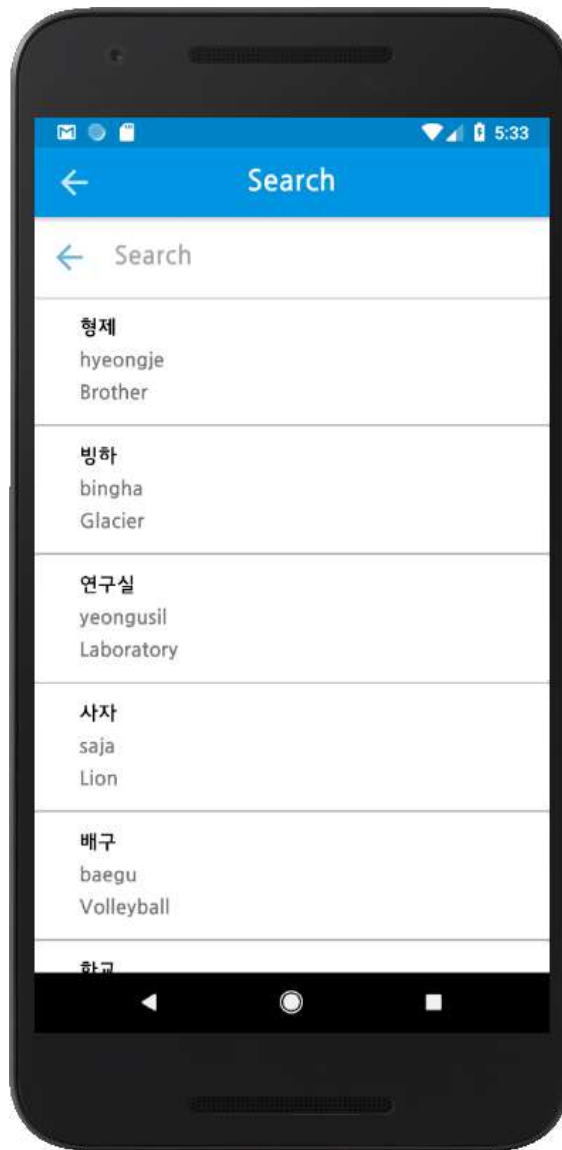 5:33
Search
Search
형제
hyeongje
Brother
빙하
bingha
Glacier
연구실
yeongusil
Laboratory
사자
saja
Lion
배구
baegu
Volleyball